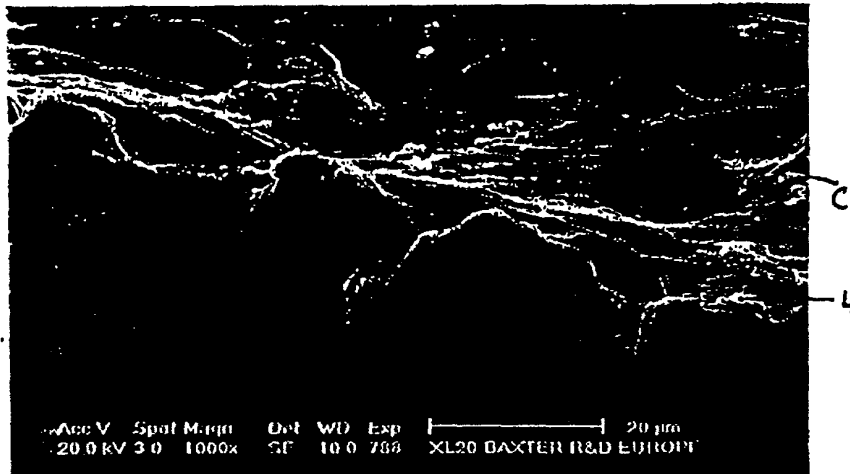 C
4
Acc V Spot Magn Det WD Exp 20 µm
20.0 kV 3.0 1000x SE 10.0 788 XL20 BAXTER R&D EUROPE